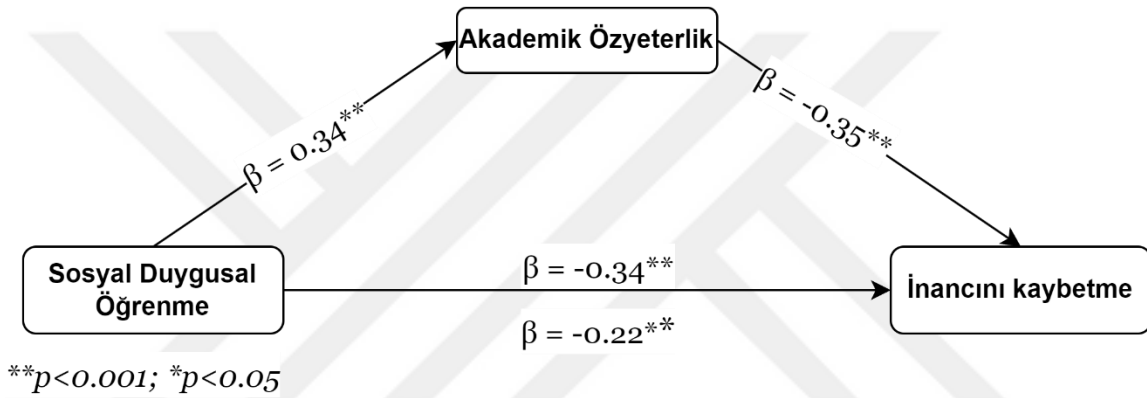 Akademik Özyeterlik
β = 0.34**
β = -0.35**
Sosyal Duygusal
Öğrenme
β = -0.34**
β = -0.22**
İnancını kaybetme
**p<0.001; *p<0.05